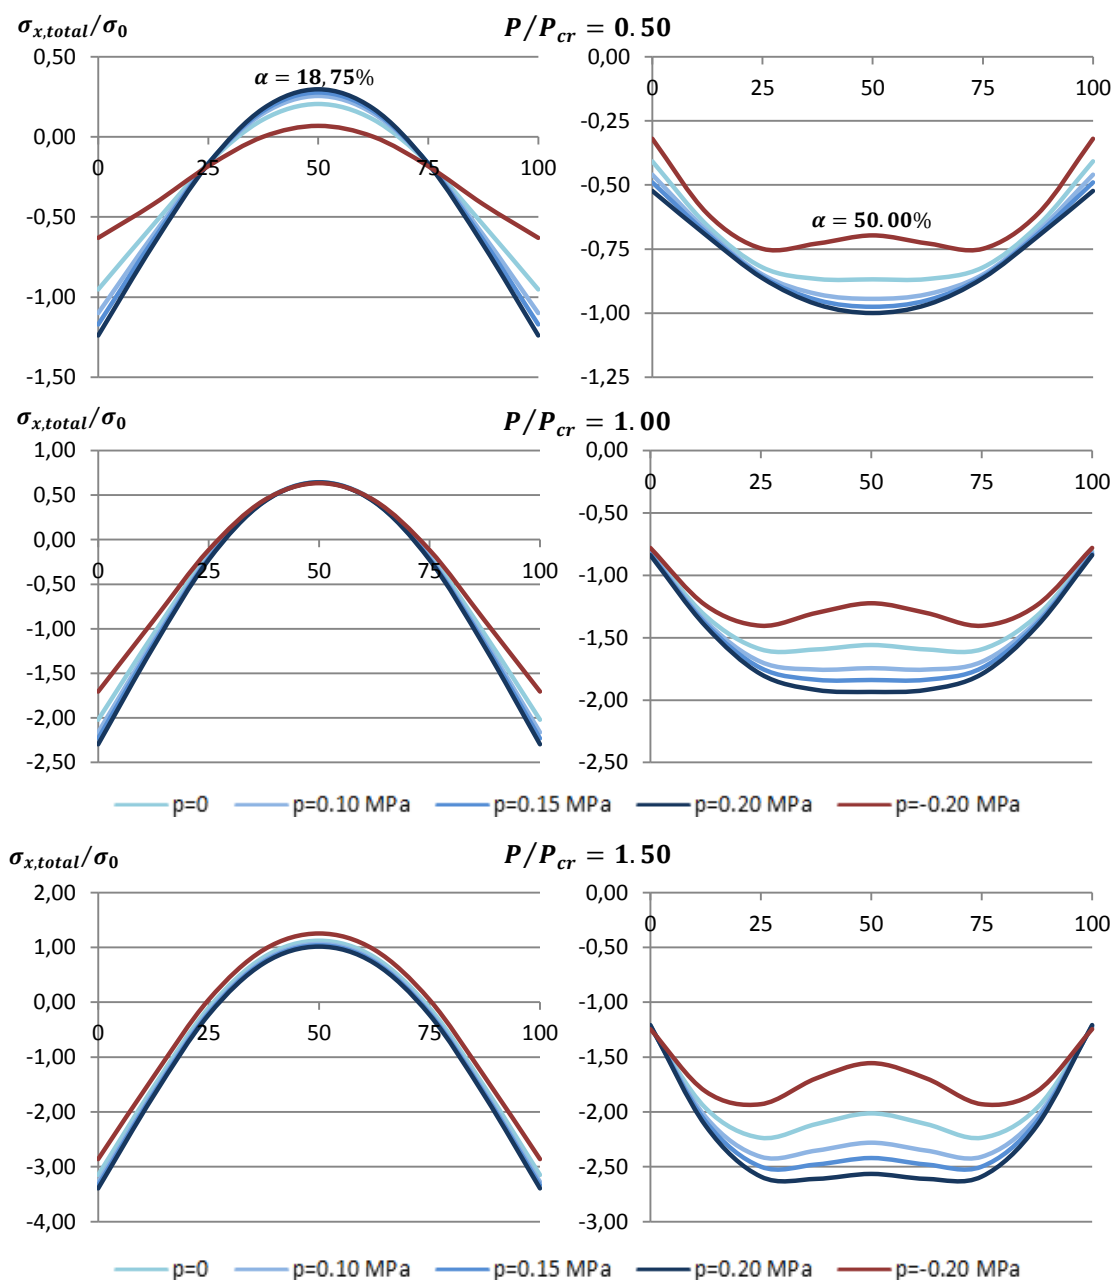 σx,total/σ0 P/Pcr = 0.50
0,50 0,00
α = 18,75%
0 25 50 75 100
0,00 -0,25
0 25 50 75 100
-0,50 -0,50
α = 50.00%
-0,75
-1,00 -1,00
-1,50 -1,25
σx,total/σ0 P/Pcr = 1.00
1,00 0,00
0 25 50 75 100
0,50 -0,50
0,00 -1,00
0 25 50 75 100
-0,50
-1,00 -1,50
-1,50
-2,00 -2,00
-2,50 -2,50
p=0 p=0.10 MPa p=0.15 MPa p=0.20 MPa p=-0.20 MPa
σx,total/σ0 P/Pcr = 1.50
2,00 0,00
0 25 50 75 100
1,00 -0,50
0,00 -1,00
0 25 50 75 100
-1,00 -1,50
-2,00 -2,00
-3,00 -2,50
-4,00 -3,00
p=0 p=0.10 MPa p=0.15 MPa p=0.20 MPa p=-0.20 MPa